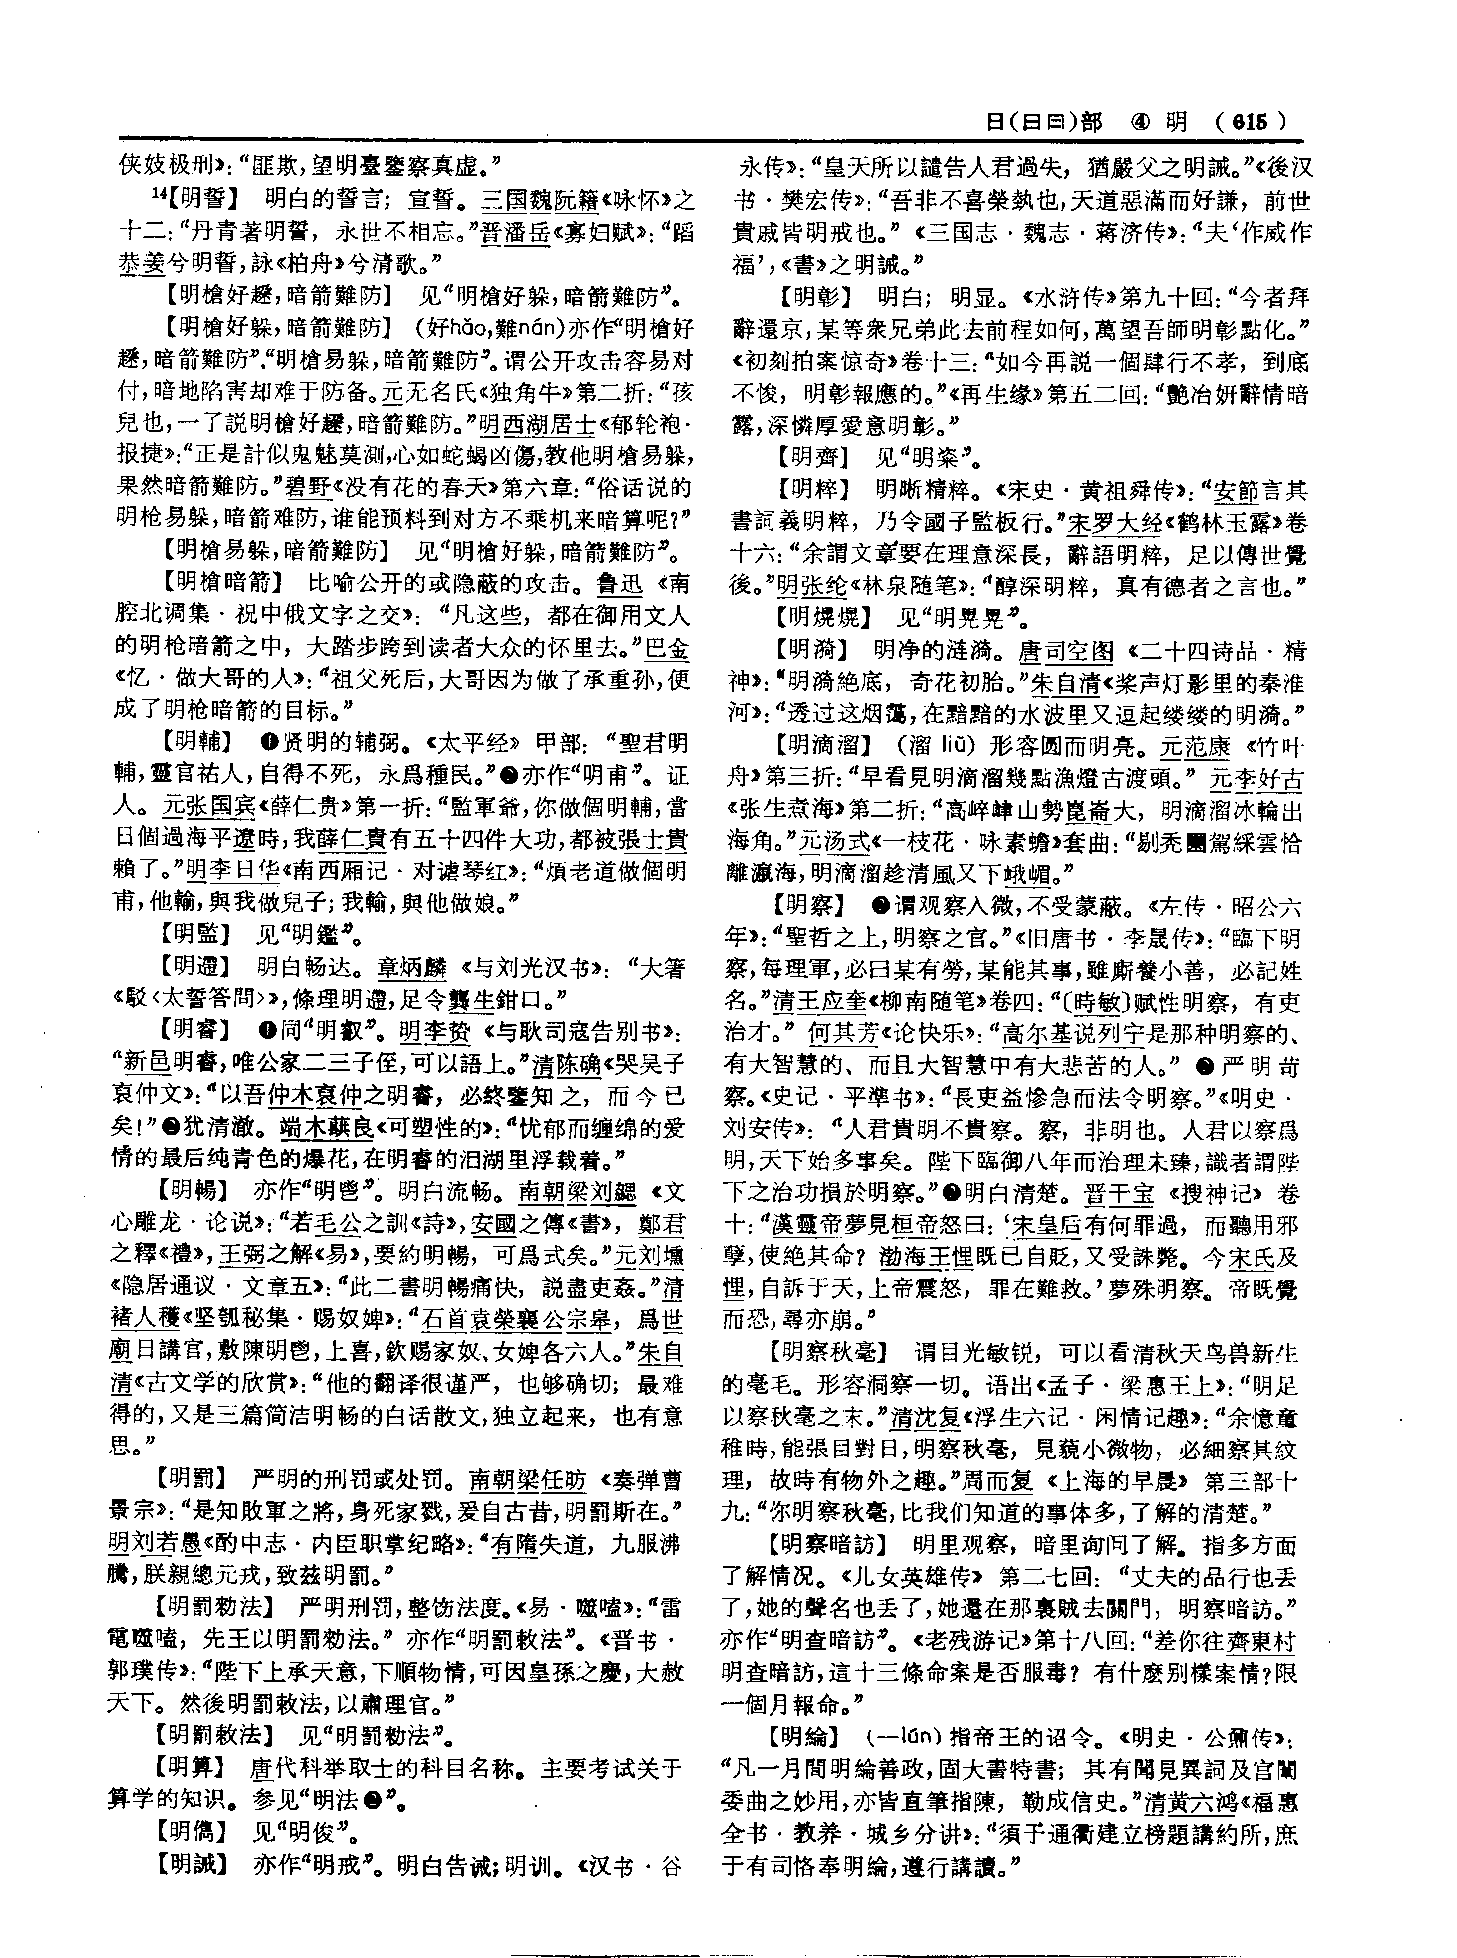 日(日曰)部 ④ 明 (615)
侠妓极刑》：“匪欺，望明臺鑒察真虚。”
14【明誓】 明白的誓言；宣誓。三国魏阮籍《咏怀》之
十二：“丹青著明誓，永世不相忘。”晋潘岳《寡妇赋》：“蹈
恭姜兮明誓，詠《柏舟》兮清歌。”
【明槍好趓，暗箭難防】 见“明槍好躲，暗箭難防”。
【明槍好躲，暗箭難防】 (好hǎo，難nán)亦作“明槍好
趓，暗箭難防”、“明槍易躲，暗箭難防”。谓公开攻击容易对
付，暗地陷害却难于防备。元无名氏《独角牛》第二折：“孩
兒也，一了説明槍好趓，暗箭難防。”明西湖居士《郁轮袍·
报捷》：“正是計似鬼魅莫測，心如蛇蝎凶傷，教他明槍易躲，
果然暗箭難防。”碧野《没有花的春天》第六章：“俗话说的
明枪易躲，暗箭难防，谁能预料到对方不乘机来暗算呢？”
【明槍易躲，暗箭難防】 见“明槍好躲，暗箭難防”。
【明槍暗箭】 比喻公开的或隐蔽的攻击。鲁迅《南
腔北调集·祝中俄文字之交》：“凡这些，都在御用文人
的明枪暗箭之中，大踏步跨到读者大众的怀里去。”巴金
《忆·做大哥的人》：“祖父死后，大哥因为做了承重孙，便
成了明枪暗箭的目标。”
【明輔】 ❶贤明的辅弼。《太平经》甲部：“聖君明
輔，靈官祐人，自得不死，永爲種民。”❷亦作“明甫”。证
人。元张国宾《薛仁贵》第一折：“監軍爺，你做個明輔，當
日個過海平遼時，我薛仁貴有五十四件大功，都被張士貴
賴了。”明李日华《南西厢记·对谑琴红》：“煩老道做個明
甫，他輸，與我做兒子；我輸，與他做娘。”
【明監】 见“明鑑”。
【明遰】 明白畅达。章炳麟《与刘光汉书》：“大箸
《駁〈太誓答問〉》，條理明遰，足令龔生鉗口。”
【明睿】 ❶同“明叡”。明李贽《与耿司寇告别书》：
“新邑明睿，唯公家二三子侄，可以語上。”清陈确《哭吴子
裒仲文》：“以吾仲木裒仲之明睿，必終鑒知之，而今已
矣！”❷犹清澈。端木蕻良《可塑性的》：“忧郁而缠绵的爱
情的最后纯青色的爆花，在明睿的泪湖里浮载着。”
【明暢】 亦作“明鬯”。明白流畅。南朝梁刘勰《文
心雕龙·论说》：“若毛公之訓《詩》，安國之傳《書》，鄭君
之釋《禮》，王弼之解《易》，要約明暢，可爲式矣。”元刘壎
《隐居通议·文章五》：“此二書明暢痛快，説盡吏姦。”清
褚人穫《坚瓠秘集·赐奴婢》：“石首袁榮襄公宗皋，爲世
廟日講官，敷陳明鬯，上喜，欽赐家奴、女婢各六人。”朱自
清《古文学的欣赏》：“他的翻译很谨严，也够确切；最难
得的，又是三篇简洁明畅的白话散文，独立起来，也有意
思。”
【明罰】 严明的刑罚或处罚。南朝梁任昉《奏弹曹
景宗》：“是知敗軍之將，身死家戮，爰自古昔，明罰斯在。”
明刘若愚《酌中志·内臣职掌纪略》：“有隋失道，九服沸
騰，朕親總元戎，致兹明罰。”
【明罰勑法】 严明刑罚，整饬法度。《易·噬嗑》：“雷
電噬嗑，先王以明罰勑法。”亦作“明罰敕法”。《晋书·
郭璞传》：“陛下上承天意，下順物情，可因皇孫之慶，大赦
天下。然後明罰敕法，以肅理官。”
【明罰敕法】 见“明罰勑法”。
【明算】 唐代科举取士的科目名称。主要考试关于
算学的知识。参见“明法❷”。
【明儁】 见“明俊”。
【明誡】 亦作“明戒”。明白告诫；明训。《汉书·谷
永传》：“皇天所以譴告人君過失，猶嚴父之明誡。”《後汉
书·樊宏传》：“吾非不喜榮埶也，天道惡滿而好謙，前世
貴戚皆明戒也。”《三国志·魏志·蒋济传》：“夫‘作威作
福’，《書》之明誡。”
【明彰】 明白；明显。《水浒传》第九十回：“今者拜
辭還京，某等衆兄弟此去前程如何，萬望吾師明彰點化。”
《初刻拍案惊奇》卷十三：“如今再説一個肆行不孝，到底
不悛，明彰報應的。”《再生缘》第五二回：“艷冶妍辭情暗
露，深憐厚愛意明彰。”
【明齊】 见“明粢”。
【明粹】 明晰精粹。《宋史·黄祖舜传》：“安節言其
書詞義明粹，乃令國子監板行。”宋罗大经《鹤林玉露》卷
十六：“余謂文章要在理意深長，辭語明粹，足以傳世覺
後。”明张纶《林泉随笔》：“醇深明粹，真有德者之言也。”
【明熀熀】 见“明晃晃”。
【明漪】 明净的涟漪。唐司空图《二十四诗品·精
神》：“明漪絶底，奇花初胎。”朱自清《桨声灯影里的秦淮
河》：“透过这烟霭，在黯黯的水波里又逗起缕缕的明漪。”
【明滴溜】 (溜 liū)形容圆而明亮。元范康《竹叶
舟》第三折：“早看見明滴溜幾點漁燈古渡頭。”元李好古
《张生煮海》第二折：“高崒嵂山勢崑崙大，明滴溜冰輪出
海角。”元汤式《一枝花·咏素蟾》套曲：“剔秃圞駕綵雲恰
離瀛海，明滴溜趁清風又下峨嵋。”
【明察】 ❶谓观察入微，不受蒙蔽。《左传·昭公六
年》：“聖哲之上，明察之官。”《旧唐书·李晟传》：“臨下明
察，每理軍，必曰某有勞，某能其事，雖厮養小善，必記姓
名。”清王应奎《柳南随笔》卷四：“〔時敏〕赋性明察，有吏
治才。”何其芳《论快乐》：“高尔基说列宁是那种明察的、
有大智慧的、而且大智慧中有大悲苦的人。”❷严明苛
察。《史记·平準书》：“長吏益慘急而法令明察。”《明史·
刘安传》：“人君貴明不貴察。察，非明也。人君以察爲
明，天下始多事矣。陛下臨御八年而治理未臻，識者謂陛
下之治功損於明察。”❸明白清楚。晋干宝《搜神记》卷
十：“漢靈帝夢見桓帝怒曰：‘宋皇后有何罪過，而聽用邪
孽，使絶其命？渤海王悝既已自貶，又受誅斃。今宋氏及
悝，自訴于天，上帝震怒，罪在難救。’夢殊明察。帝既覺
而恐，尋亦崩。”
【明察秋毫】 谓目光敏锐，可以看清秋天鸟兽新生
的毫毛。形容洞察一切。语出《孟子·梁惠王上》：“明足
以察秋毫之末。”清沈复《浮生六记·闲情记趣》：“余憶童
稚時，能張目對日，明察秋毫，見藐小微物，必細察其紋
理，故時有物外之趣。”周而复《上海的早晨》第三部十
九：“你明察秋毫，比我们知道的事体多，了解的清楚。”
【明察暗訪】 明里观察，暗里询问了解。指多方面
了解情况。《儿女英雄传》第二七回：“丈夫的品行也丢
了，她的聲名也丢了，她還在那裏賊去關門，明察暗訪。”
亦作“明查暗訪”。《老残游记》第十八回：“差你往齊東村
明查暗訪，這十三條命案是否服毒？有什麽别樣案情？限
一個月報命。”
【明綸】 (—lún)指帝王的诏令。《明史·公鼐传》：
“凡一月間明綸善政，固大書特書；其有聞見異詞及宫闈
委曲之妙用，亦皆直筆指陳，勒成信史。”清黄六鸿《福惠
全书·教养·城乡分讲》：“須于通衢建立榜題講約所，庶
于有司恪奉明綸，遵行講讀。”